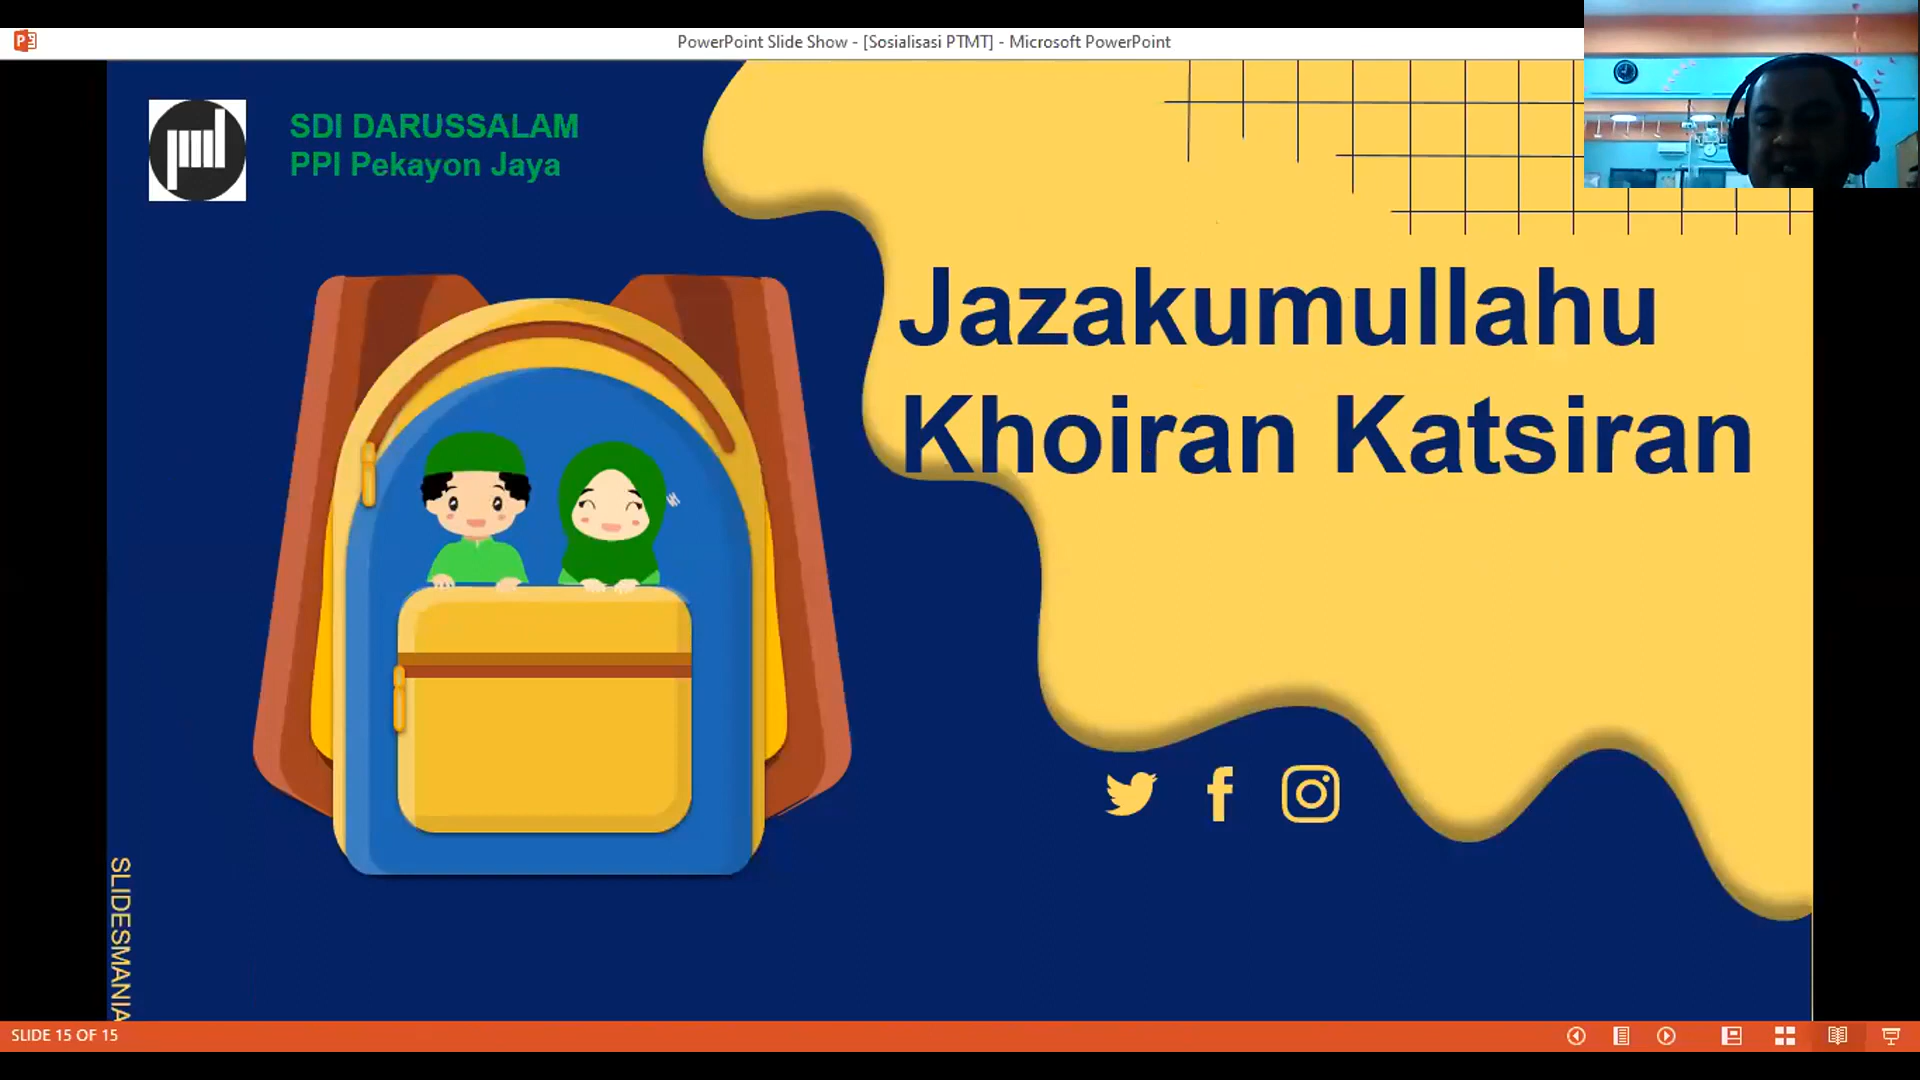 PowerPoint Slide Show - [Sosialisasi PTMT] - Microsoft PowerPoint
SDI DARUSSALAM
PPI Pekayon Jaya
Jazakumullahu
Khoiran Katsiran
SLIDESMANIA
SLIDE 15 OF 15